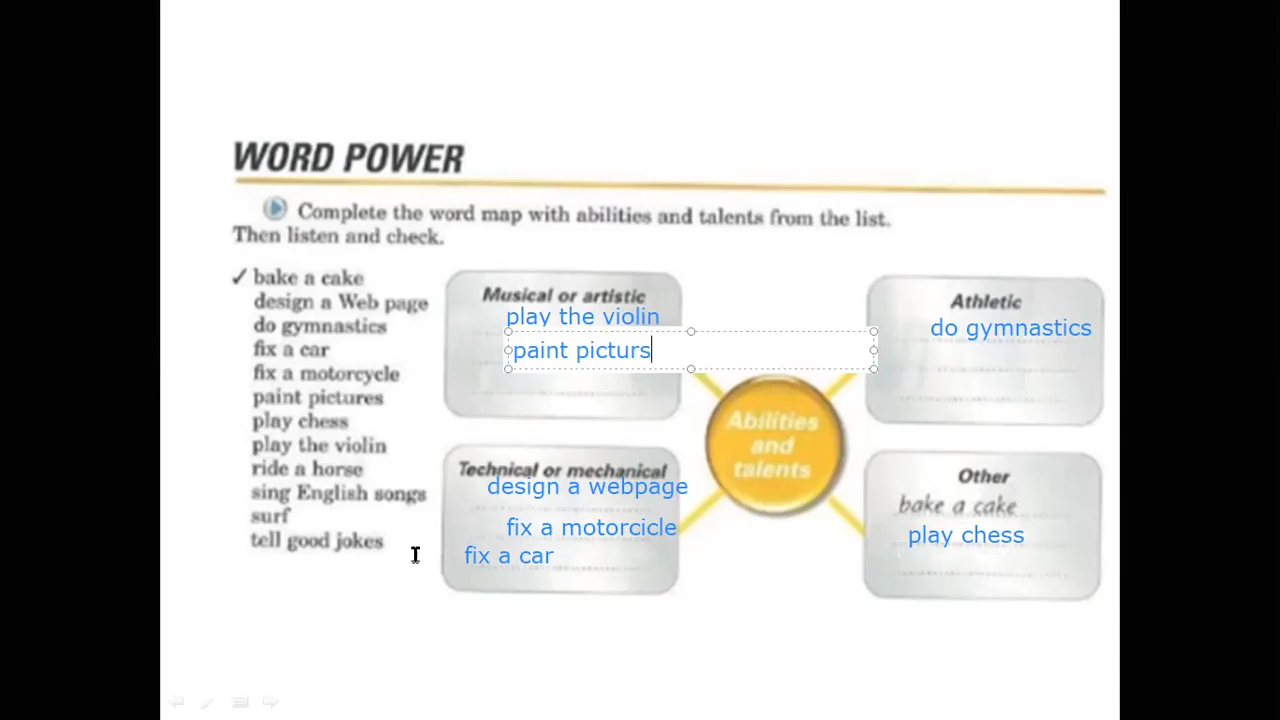 WORD POWER
Complete the word map with abilities and talents from the list.
Then listen and check.
✓ bake a cake
design a Web page
do gymnastics
fix a car
fix a motorcycle
paint pictures
play chess
play the violin
ride a horse
sing English songs
surf
tell good jokes
Musical or artistic
play the violin
paint picturs
Athletic
do gymnastics
Abilities
and
talents
Technical or mechanical
design a webpage
fix a motorcicle
fix a car
Other
bake a cake
play chess